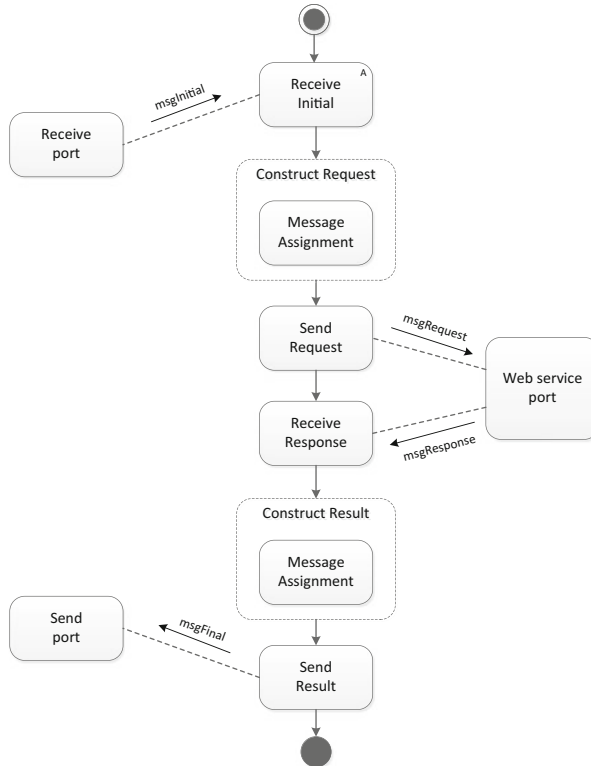 A
Receive
Initial
msgInitial
Receive
port
Construct Request
Message
Assignment
Send
Request
msgRequest
Web service
port
Receive
Response
msgResponse
Construct Result
Message
Assignment
Send
port
msgFinal
Send
Result